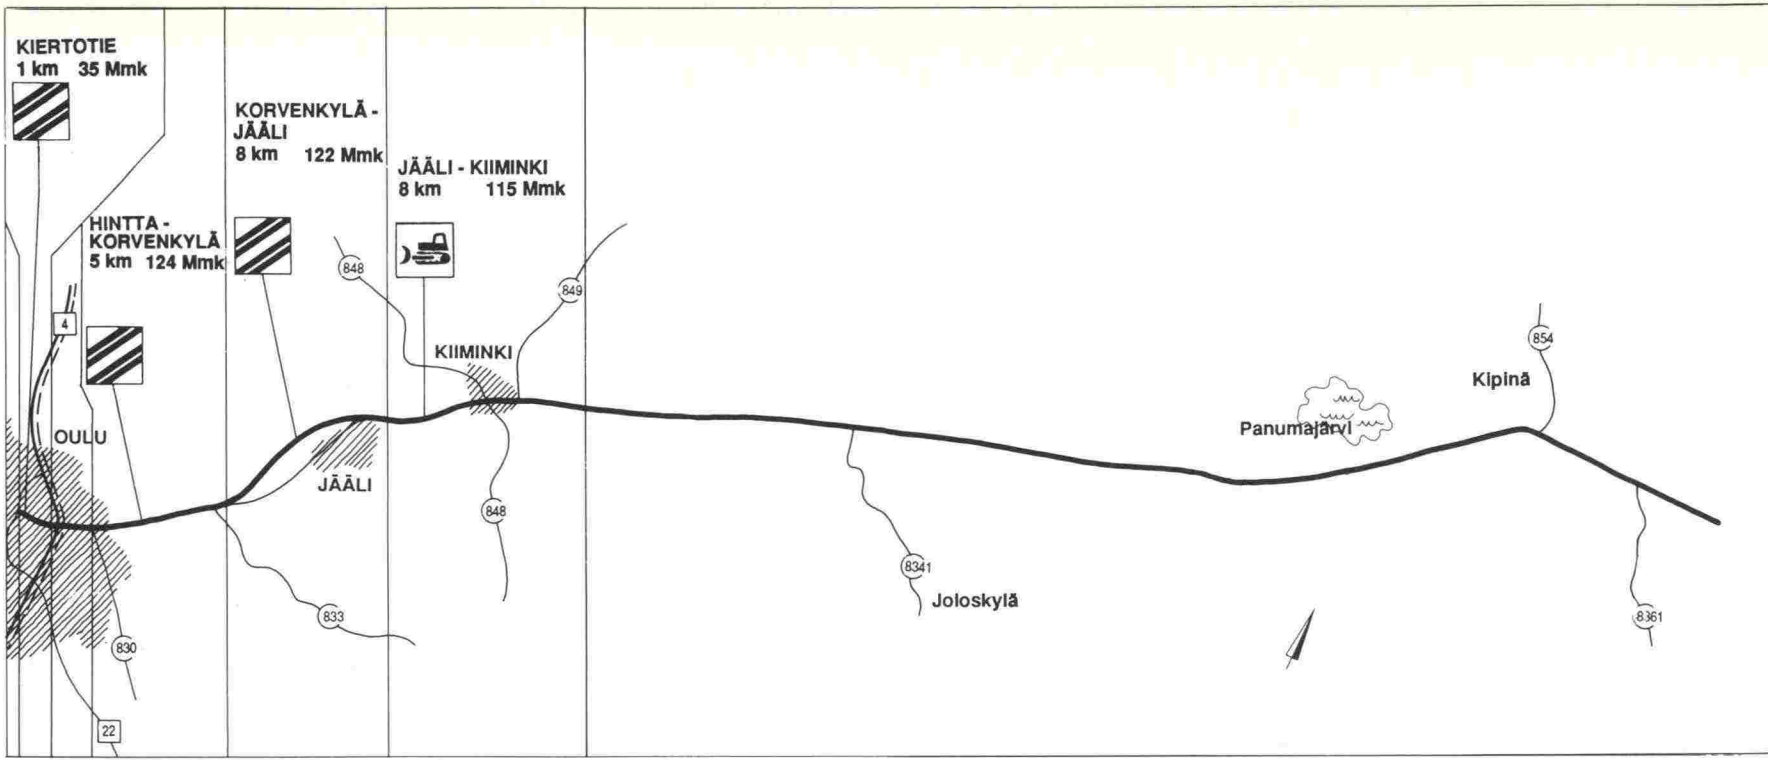 KIERTOTIE
1 km 35 Mmk
KORVENKYLÄ -
JÄÄLI
8 km 122 Mmk
JÄÄLI - KIIMINKI
8 km 115 Mmk
HINTTA -
KORVENKYLÄ
5 km 124 Mmk
848
849
4
854
KIIMINKI
Kipinä
Panumajärvi
OULU
JÄÄLI
848
8341
Joloskylä
833
8361
830
22